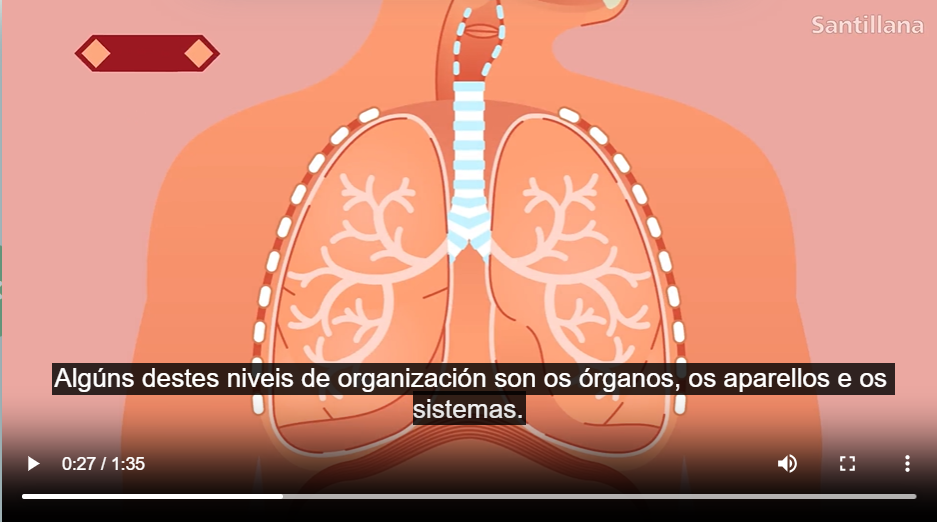 Santillana
Algúns destes niveis de organización son os órganos, os aparellos e os
sistemas.
0:27 / 1:35